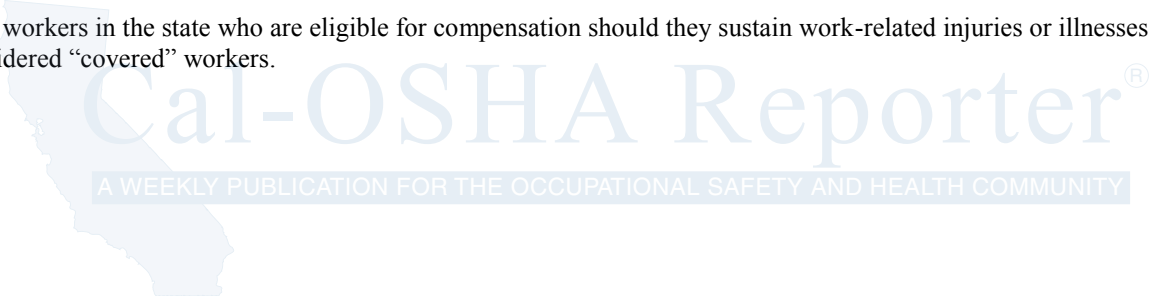 workers in the state who are eligible for compensation should they sustain work-related injuries or illnesses
idered “covered” workers.
Cal-OSHA Reporter®
A WEEKLY PUBLICATION FOR THE OCCUPATIONAL SAFETY AND HEALTH COMMUNITY